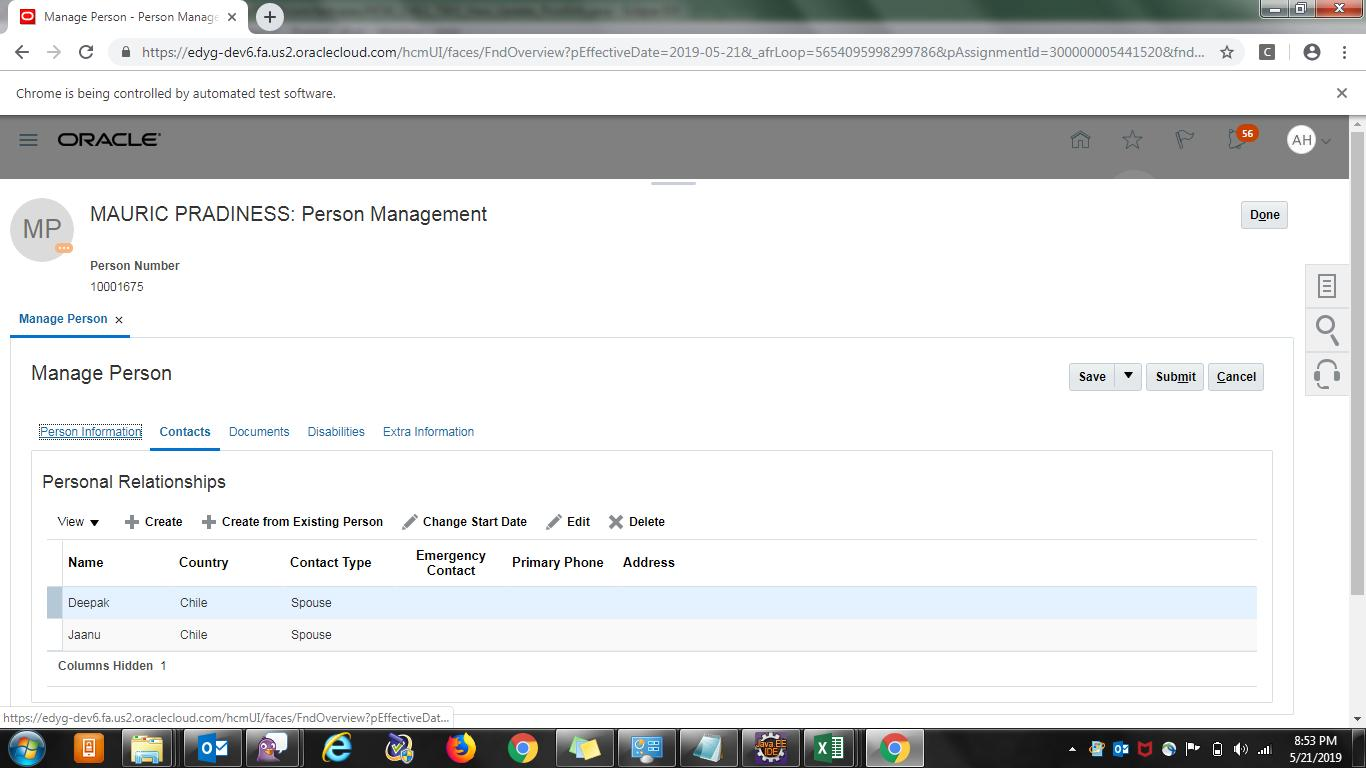 Manage Person - Person Manage
https://edyg-dev6.fa.us2.oraclecloud.com/hcmUI/faces/FndOverview?pEffectiveDate=2019-05-21&_afrLoop=5654095998299786&pAssignmentId=300000005441520&fnd...
C
Chrome is being controlled by automated test software.
ORACLE
56
AH
MP
MAURIC PRADINESS: Person Management
Done
Person Number
10001675
Manage Person
Manage Person
Save
Submit
Cancel
Person Information Contacts Documents Disabilities Extra Information
Personal Relationships
View Create Create from Existing Person Change Start Date Edit Delete
Name Country Contact Type Emergency Contact Primary Phone Address
Deepak Chile Spouse
Jaanu Chile Spouse
Columns Hidden 1
https://edyg-dev6.fa.us2.oraclecloud.com/hcmUI/faces/FndOverview?pEffectiveDat...
Java EE
IDE
8:53 PM
5/21/2019